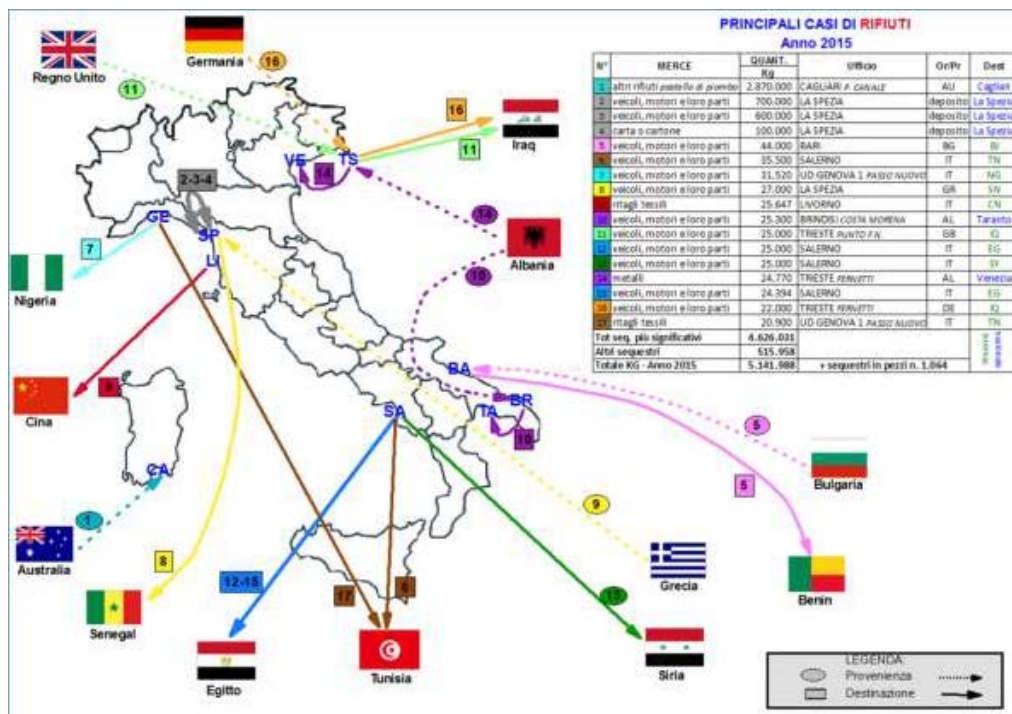 PRINCIPALI CASI DI RIFIUTI
Anno 2015
N° MERCE QUANT. Kg Ufficio Or/Pr Dest
1 altri rifiuti pastello di piombo 2.870.000 CAGLIARI P. CANALE AU Cagliari
2 veicoli, motori e loro parti 700.000 LA SPEZIA deposito La Spezia
3 veicoli, motori e loro parti 600.000 LA SPEZIA deposito La Spezia
4 carta o cartone 100.000 LA SPEZIA deposito La Spezia
5 veicoli, motori e loro parti 44.000 BARI BG BJ
6 veicoli, motori e loro parti 35.500 SALERNO IT TN
7 veicoli, motori e loro parti 31.520 UD GENOVA 1 PASSO NUOVO IT NG
8 veicoli, motori e loro parti 27.000 LA SPEZIA GR SN
ritagli tessili 25.647 LIVORNO IT CN
10 veicoli, motori e loro parti 25.300 BRINDISI COSTA MORENA AL Taranto
11 veicoli, motori e loro parti 25.000 TRIESTE PUNTO F.N. GB IQ
12 veicoli, motori e loro parti 25.000 SALERNO IT EG
13 veicoli, motori e loro parti 25.000 SALERNO IT SY
14 metalli 24.770 TRIESTE FERNETTI AL Venezia
15 veicoli, motori e loro parti 24.394 SALERNO IT EG
16 veicoli, motori e loro parti 22.000 TRIESTE FERNETTI DE IQ
17 ritagli tessili 20.900 UD GENOVA 1 PASSO NUOVO IT TN
Tot seq. più significativi 4.626.031
Altri sequestri 515.958
Totale KG - Anno 2015 5.141.988 + sequestri in pezzi n. 1.064
Regno Unito
Germania
16
11
16
Iraq
11
VE
TS
14
2-3-4
14
GE
SP
LI
7
Nigeria
Albania
10
Cina
BA
SA
TA
BR
10
5
5
Bulgaria
CA
1
Australia
9
Grecia
Benin
8
Senegal
12-15
17
6
13
Egitto
Tunisia
Siria
LEGENDA:
Provenienza
Destinazione